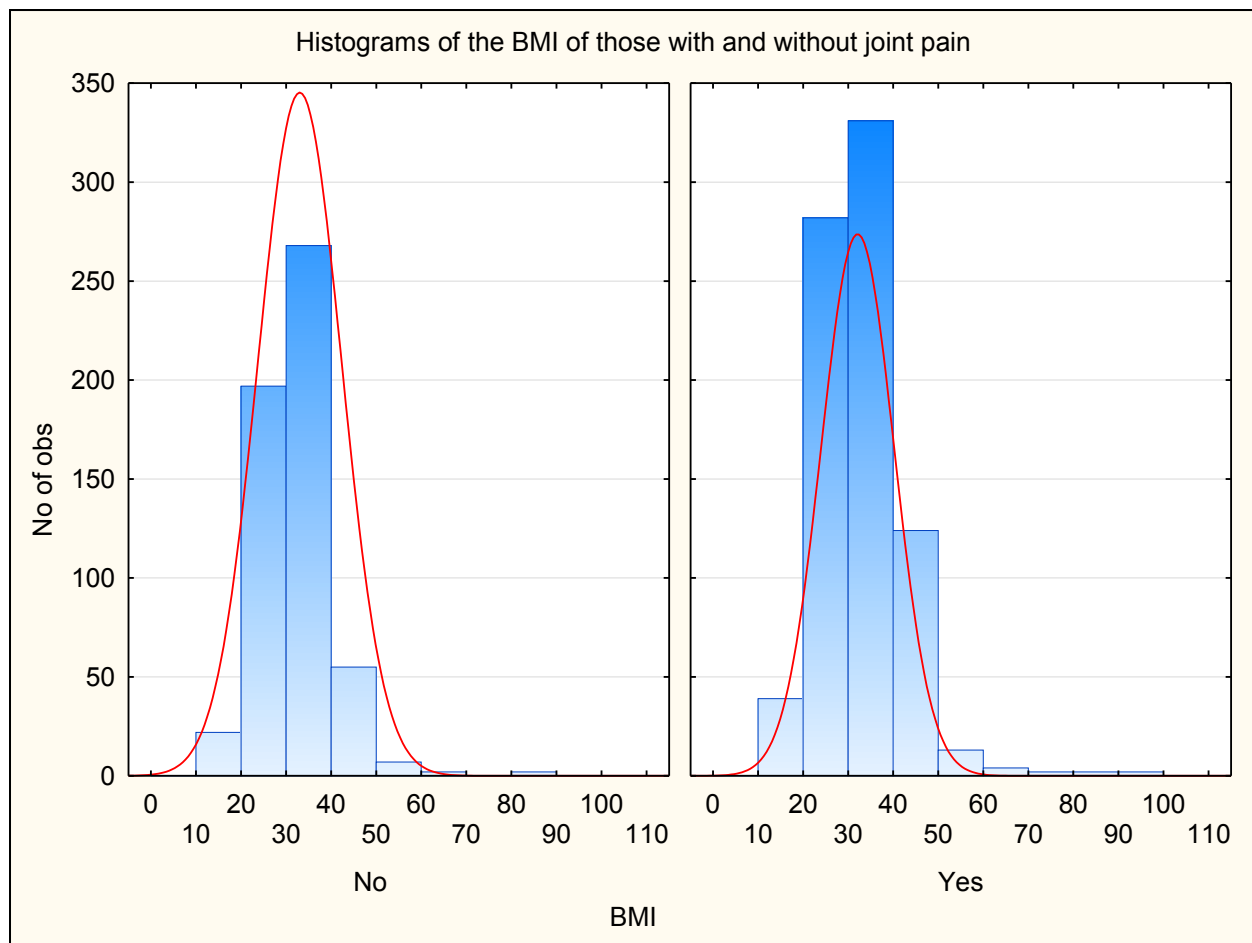 Histograms of the BMI of those with and without joint pain
No of obs
350
300
250
200
150
100
50
0
0 20 40 60 80 100
10 30 50 70 90 110
No
0 20 40 60 80 100
10 30 50 70 90 110
Yes
BMI